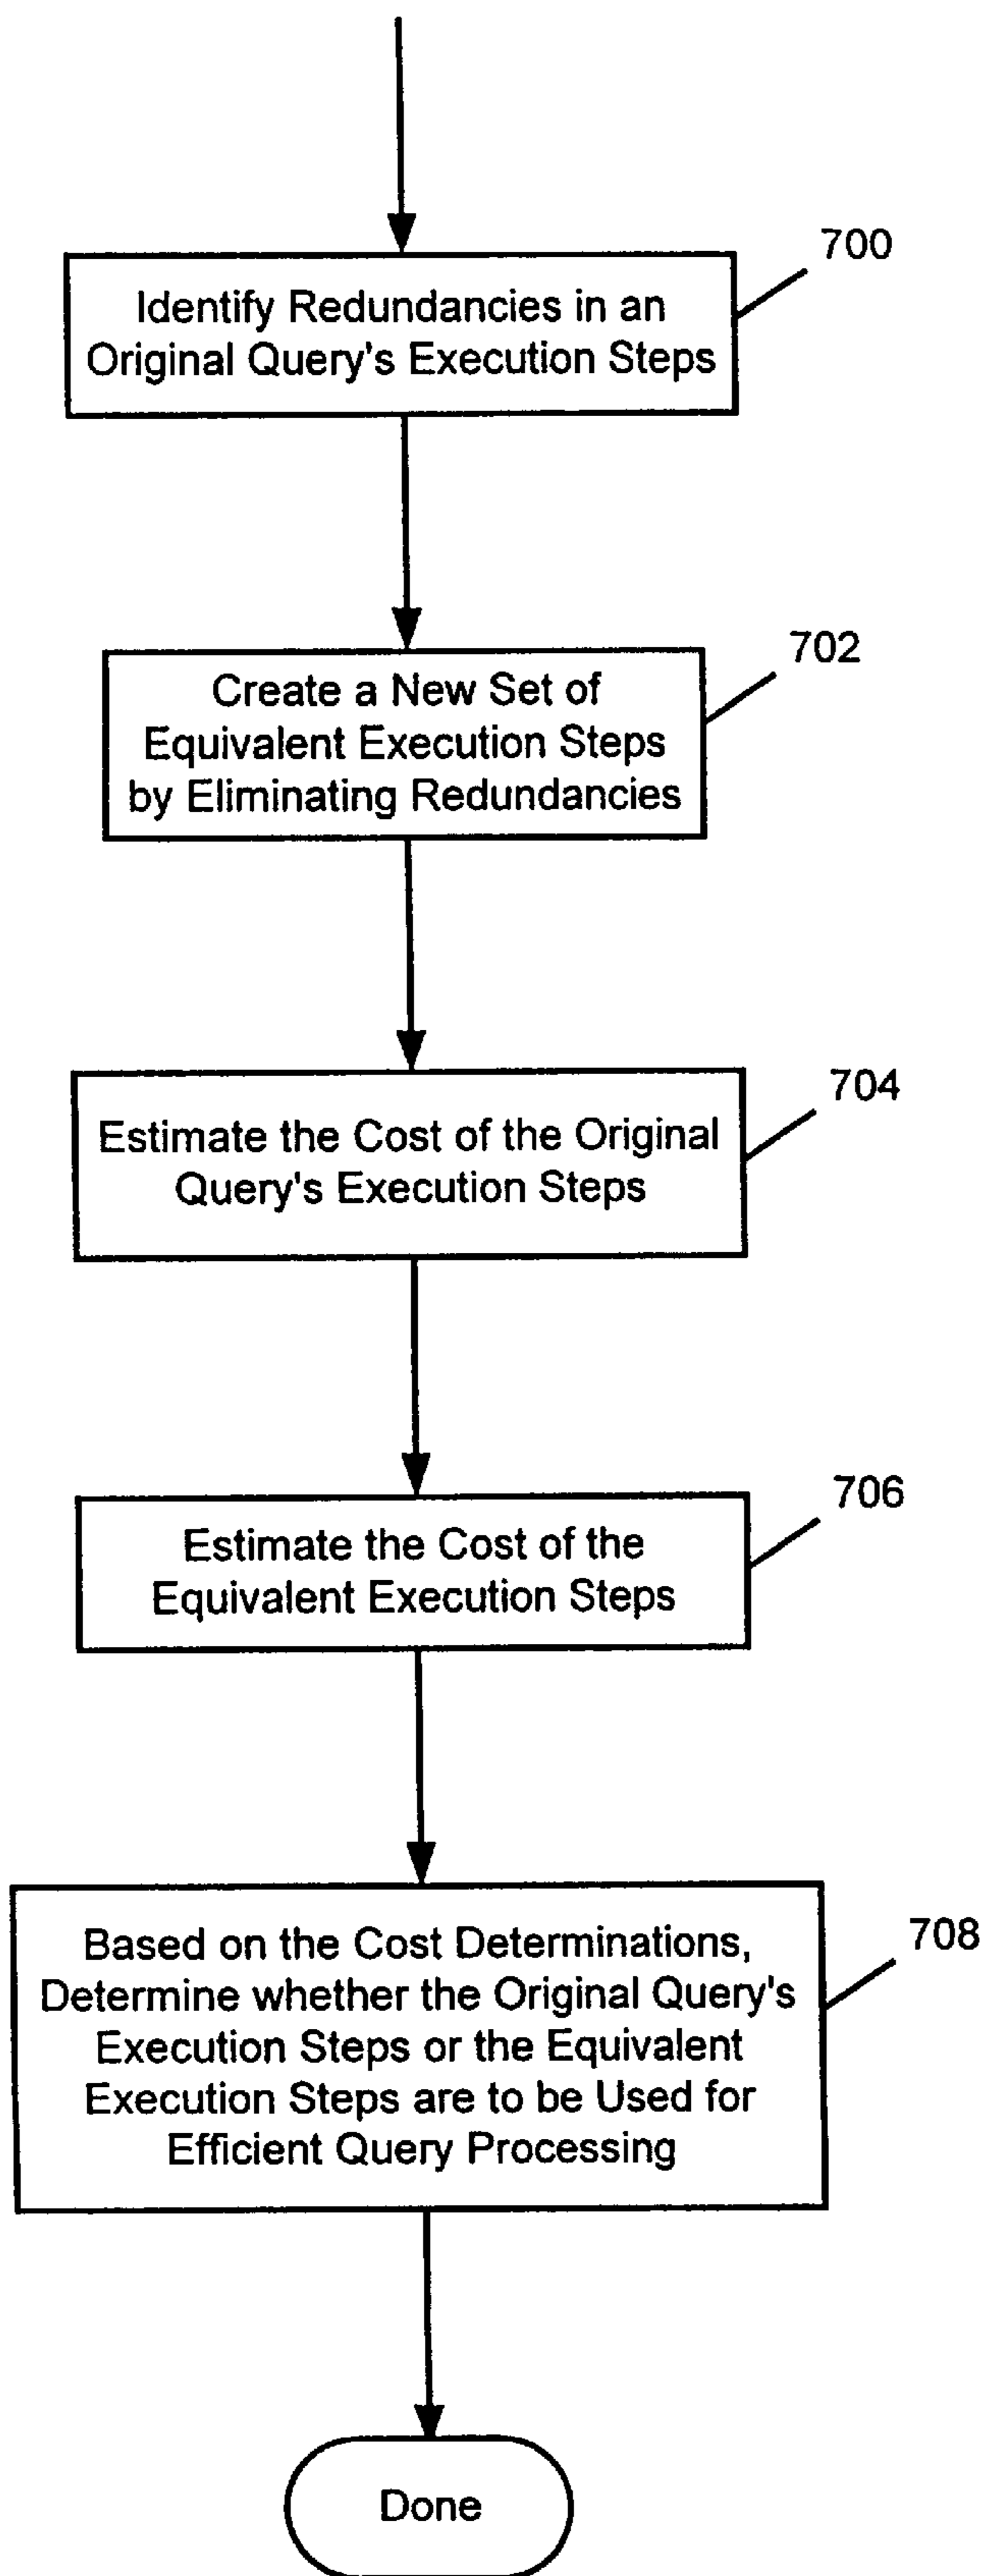 700
Identify Redundancies in an
Original Query's Execution Steps
702
Create a New Set of
Equivalent Execution Steps
by Eliminating Redundancies
704
Estimate the Cost of the Original
Query's Execution Steps
706
Estimate the Cost of the
Equivalent Execution Steps
708
Based on the Cost Determinations,
Determine whether the Original Query's
Execution Steps or the Equivalent
Execution Steps are to be Used for
Efficient Query Processing
Done